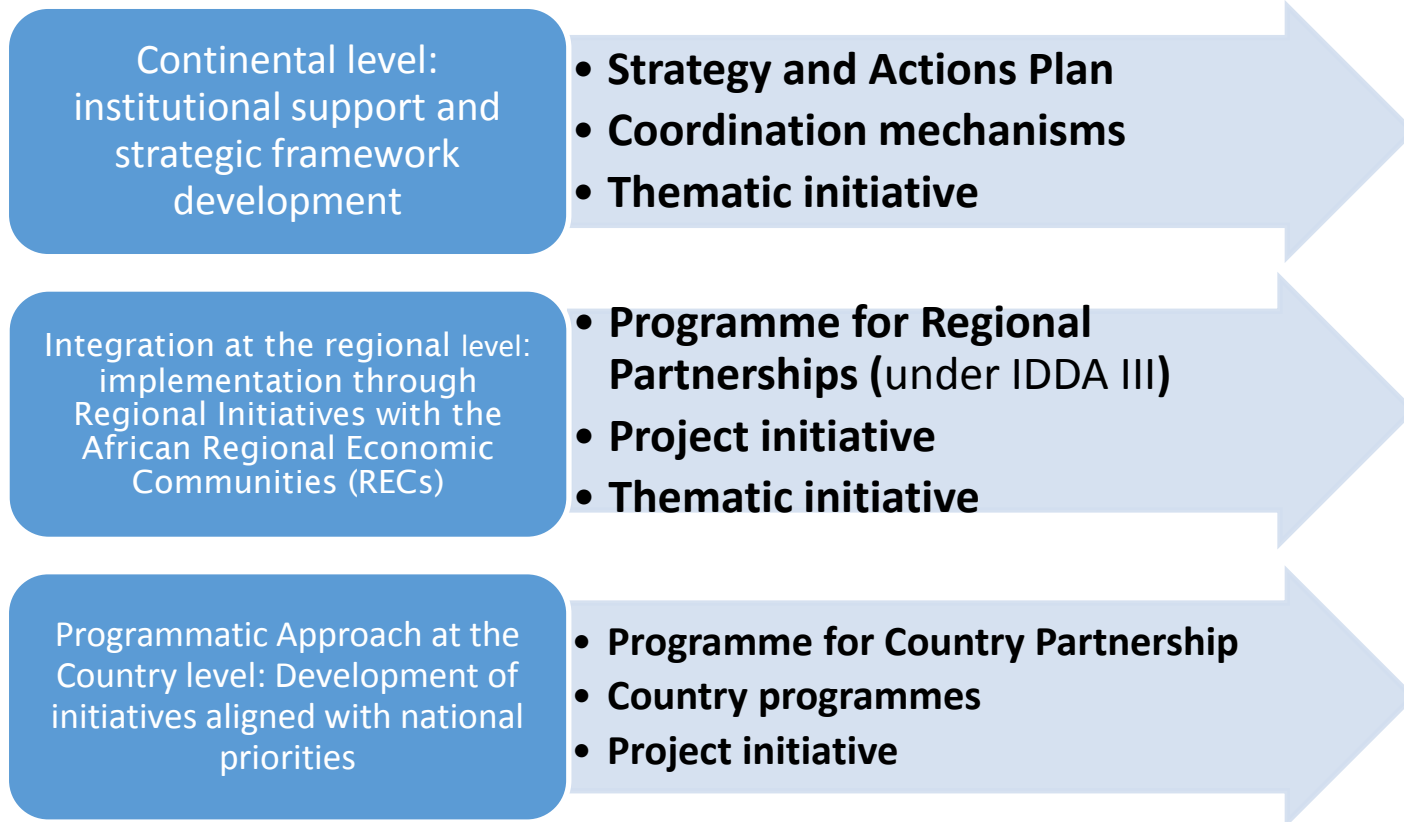 Continental level:
institutional support and
strategic framework
development
• Strategy and Actions Plan
• Coordination mechanisms
• Thematic initiative
Integration at the regional level:
implementation through
Regional Initiatives with the
African Regional Economic
Communities (RECs)
• Programme for Regional
Partnerships (under IDDA III)
• Project initiative
• Thematic initiative
Programmatic Approach at the
Country level: Development of
initiatives aligned with national
priorities
• Programme for Country Partnership
• Country programmes
• Project initiative